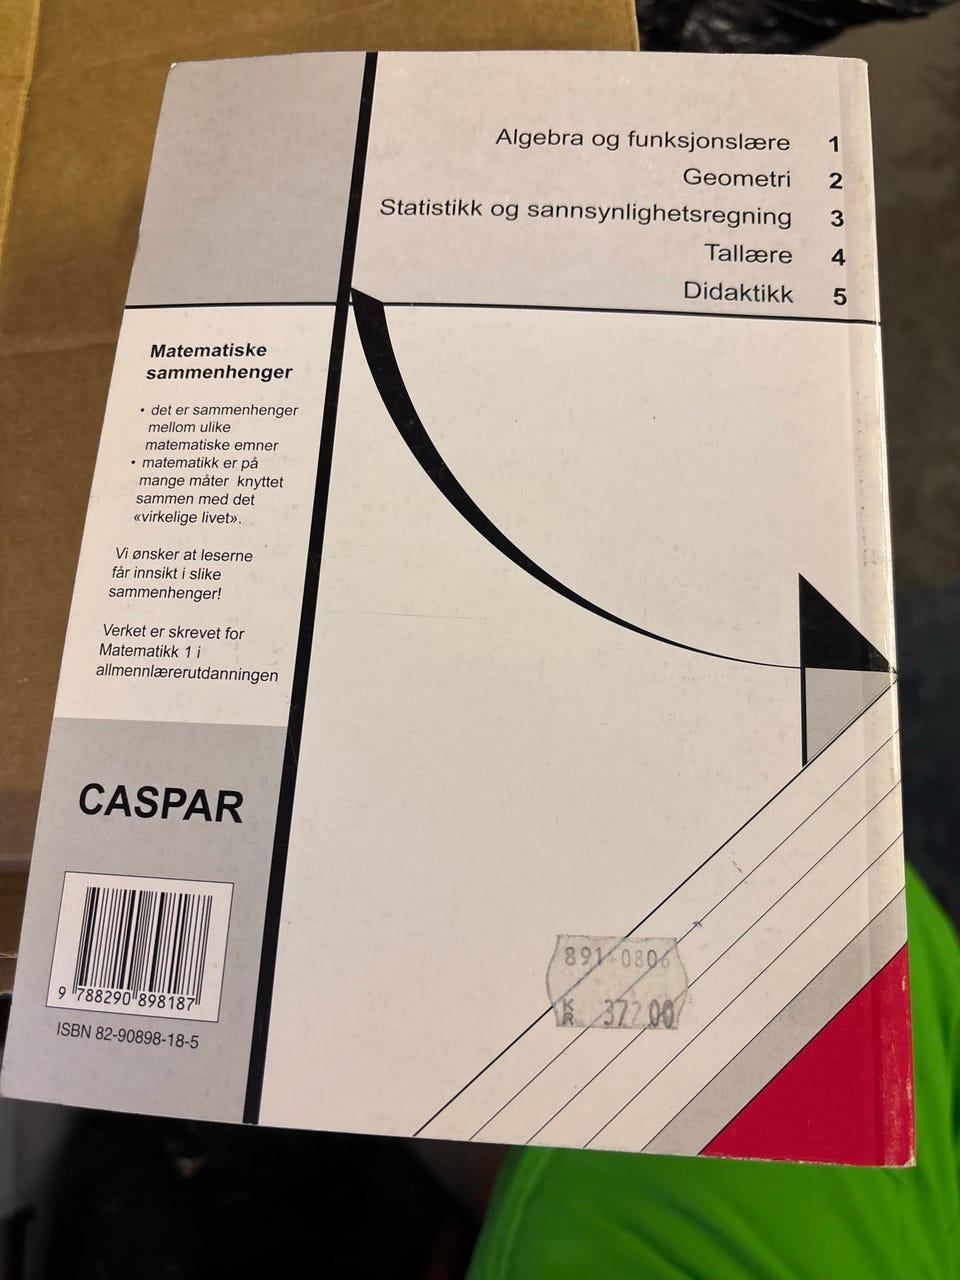 Algebra og funksjonslære 1
Geometri 2
Statistikk og sannsynlighetsregning 3
Tallære 4
Didaktikk 5
Matematiske
sammenhenger
• det er sammenhenger
mellom ulike
matematiske emner
• matematikk er på
mange måter knyttet
sammen med det
«virkelige livet».
Vi ønsker at leserne
får innsikt i slike
sammenhenger!
Verket er skrevet for
Matematikk 1 i
allmennlærerutdanningen
CASPAR
9 788290 898187
ISBN 82-90898-18-5
891-0806
KR 372.00